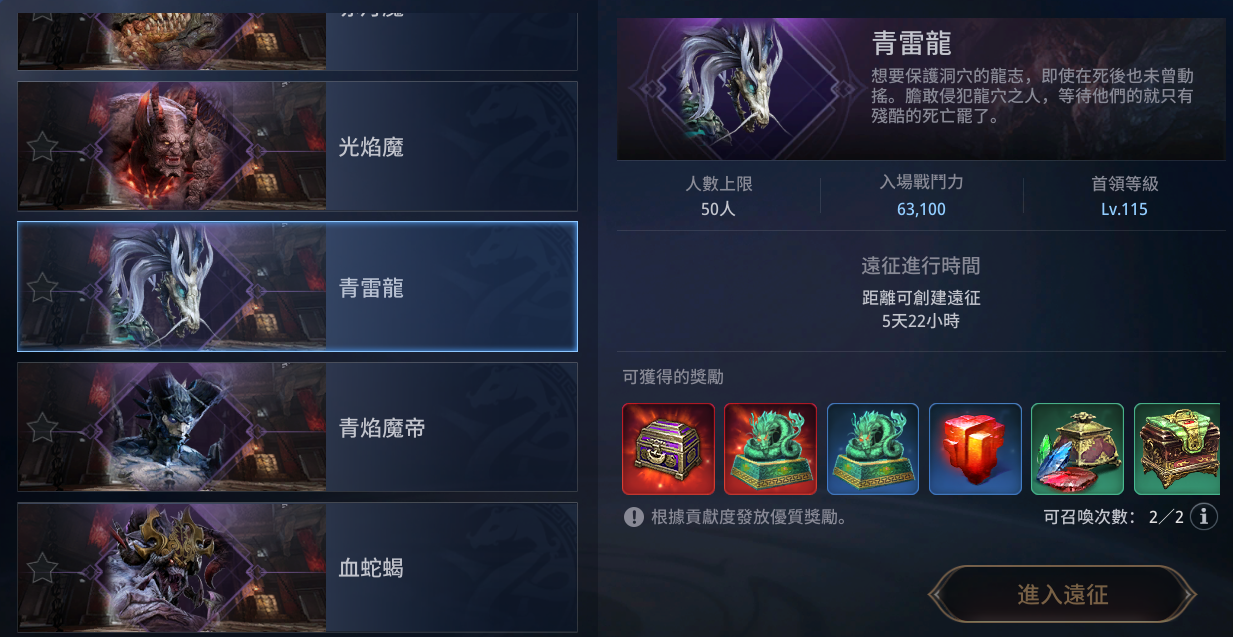 光焰魔
青雷龍
青焰魔帝
血蛇蝎
青雷龍
想要保護洞穴的龍志，即使在死後也未曾動
搖。膽敢侵犯龍穴之人，等待他們的就只有
殘酷的死亡罷了。
人數上限
入場戰鬥力
首領等級
50人
63,100
Lv.115
遠征進行時間
距離可創建遠征
5天22小時
可獲得的獎勵
根據貢獻度發放優質獎勵。
可召喚次數： 2／2
進入遠征